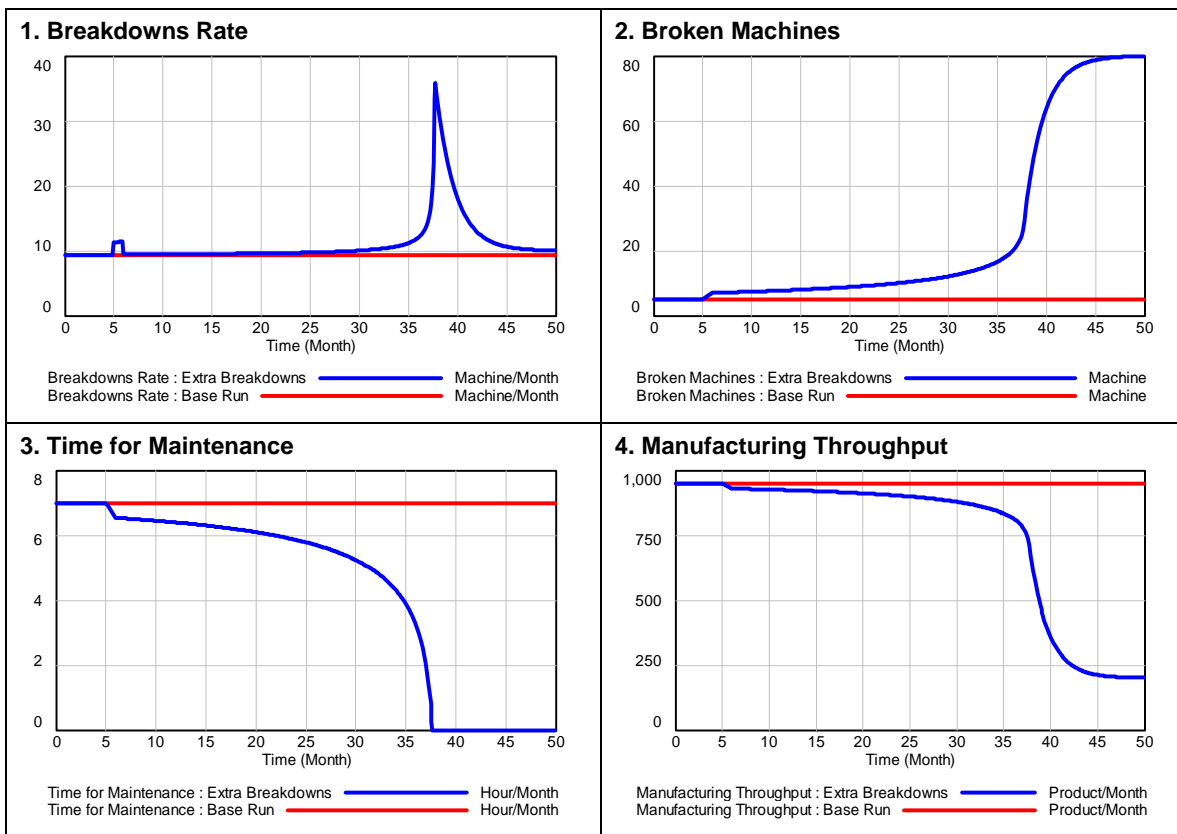 1. Breakdowns Rate
40
30
20
10
0
0 5 10 15 20 25 30 35 40 45 50
Time (Month)
Breakdowns Rate : Extra Breakdowns Machine/Month
Breakdowns Rate : Base Run Machine/Month
2. Broken Machines
80
60
40
20
0
0 5 10 15 20 25 30 35 40 45 50
Time (Month)
Broken Machines : Extra Breakdowns Machine
Broken Machines : Base Run Machine
3. Time for Maintenance
8
6
4
2
0
0 5 10 15 20 25 30 35 40 45 50
Time (Month)
Time for Maintenance : Extra Breakdowns Hour/Month
Time for Maintenance : Base Run Hour/Month
4. Manufacturing Throughput
1,000
750
500
250
0
0 5 10 15 20 25 30 35 40 45 50
Time (Month)
Manufacturing Throughput : Extra Breakdowns Product/Month
Manufacturing Throughput : Base Run Product/Month